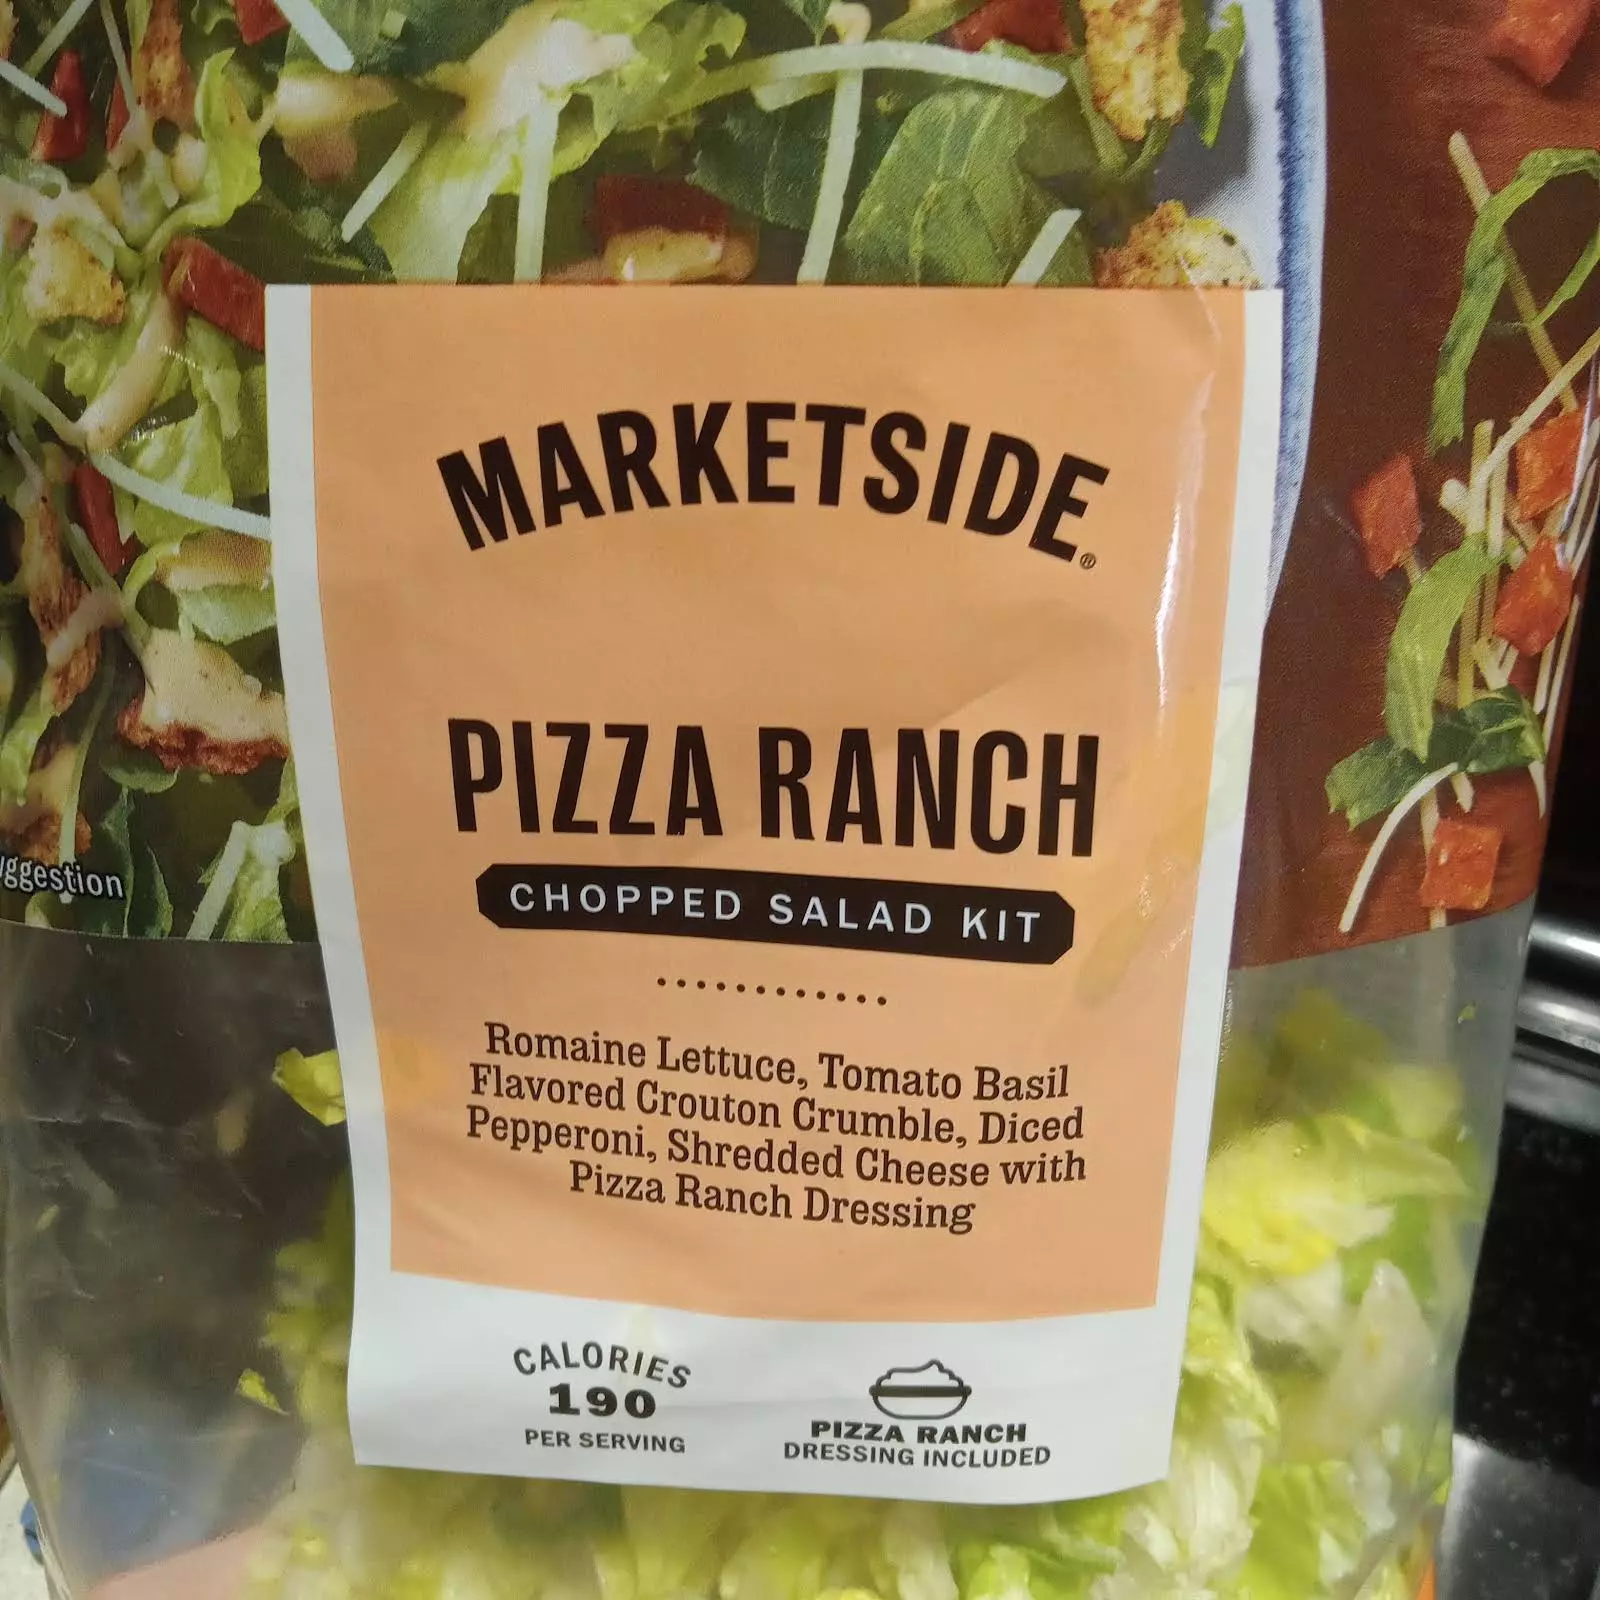 MARKETSIDE®
PIZZA RANCH
CHOPPED SALAD KIT
Romaine Lettuce, Tomato Basil
Flavored Crouton Crumble, Diced
Pepperoni, Shredded Cheese with
Pizza Ranch Dressing
CALORIES
190
PER SERVING
PIZZA RANCH
DRESSING INCLUDED